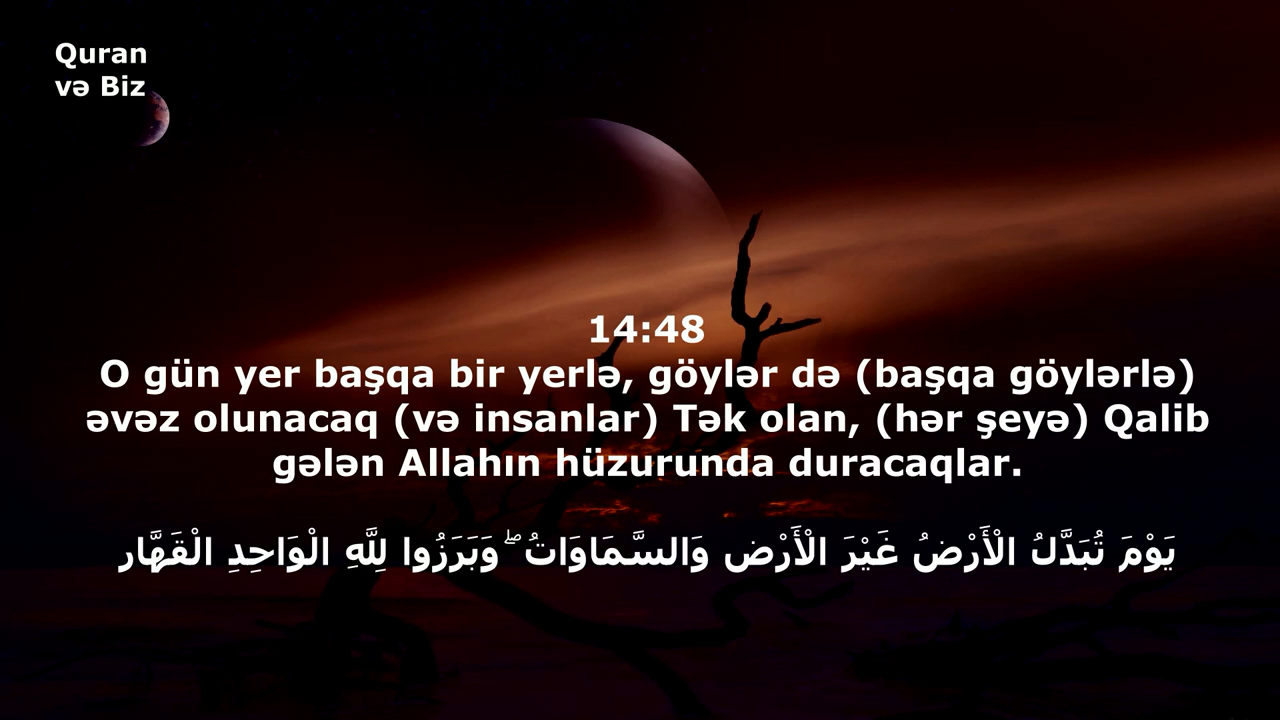 Quran
və Biz
14:48
O gün yer başqa bir yerlə, göylər də (başqa göylərlə)
əvəz olunacaq (və insanlar) Tək olan, (hər şeyə) Qalib
gələn Allahın hüzurunda duracaqlar.
يَوْمَ تُبَدَّلُ الْأَرْضُ غَيْرَ الْأَرْض وَالسَّمَاوَاتُ ۖ وَبَرَزُوا لِلَّهِ الْوَاحِدِ الْقَهَّار